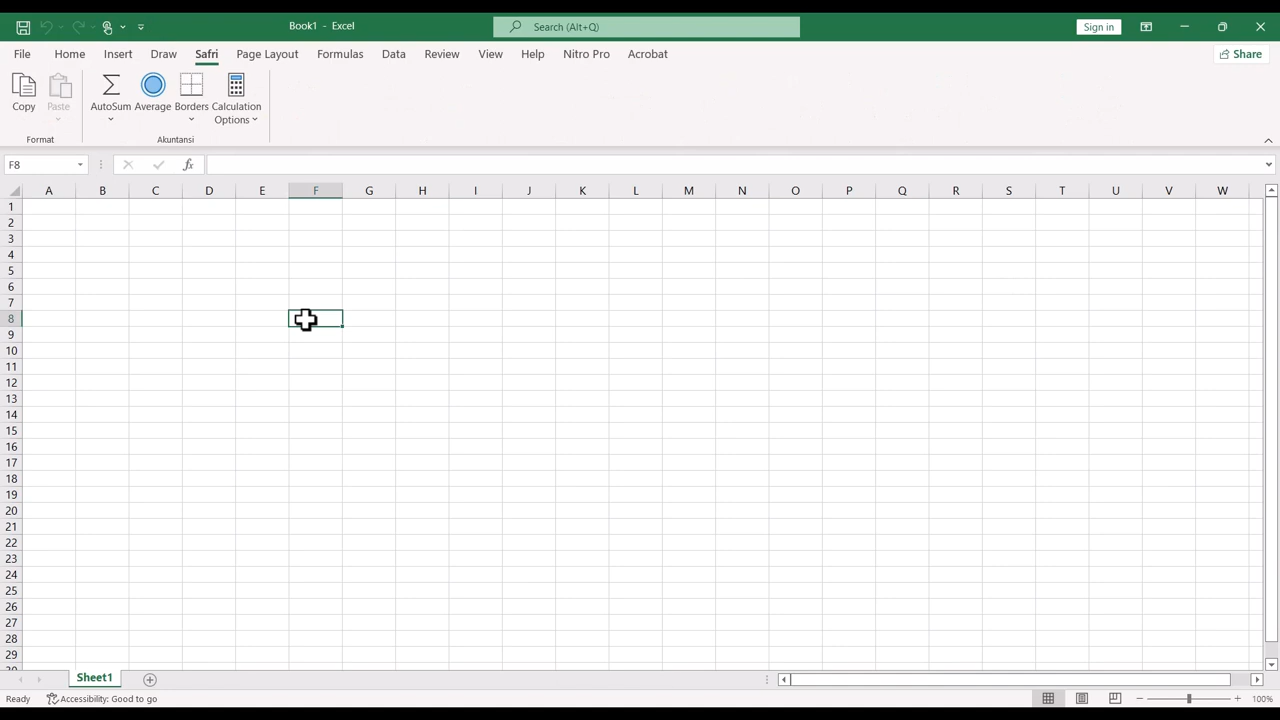 Book1 - Excel
Search (Alt+Q)
Sign in
File Home Insert Draw Safri Page Layout Formulas Data Review View Help Nitro Pro Acrobat
Share
Copy Paste AutoSum Average Borders Calculation Options
Format Akuntansi
F8 fx
A B C D E F G H I J K L M N O P Q R S T U V W
1
2
3
4
5
6
7
8
9
10
11
12
13
14
15
16
17
18
19
20
21
22
23
24
25
26
27
28
29
Sheet1
Ready Accessibility: Good to go 100%